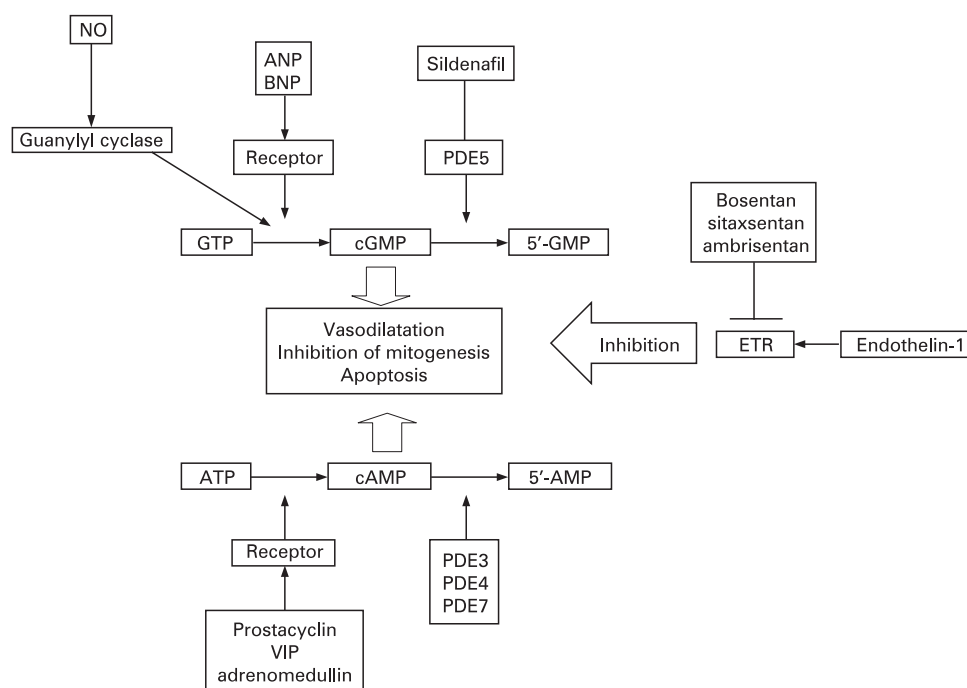 NO
ANP
BNP
Sildenafil
Guanylyl cyclase
Receptor
PDE5
Bosentan
sitaxsentan
ambrisentan
GTP
cGMP
5′-GMP
Vasodilatation
Inhibition of mitogenesis
Apoptosis
Inhibition
ETR
Endothelin-1
ATP
cAMP
5′-AMP
Receptor
PDE3
PDE4
PDE7
Prostacyclin
VIP
adrenomedullin